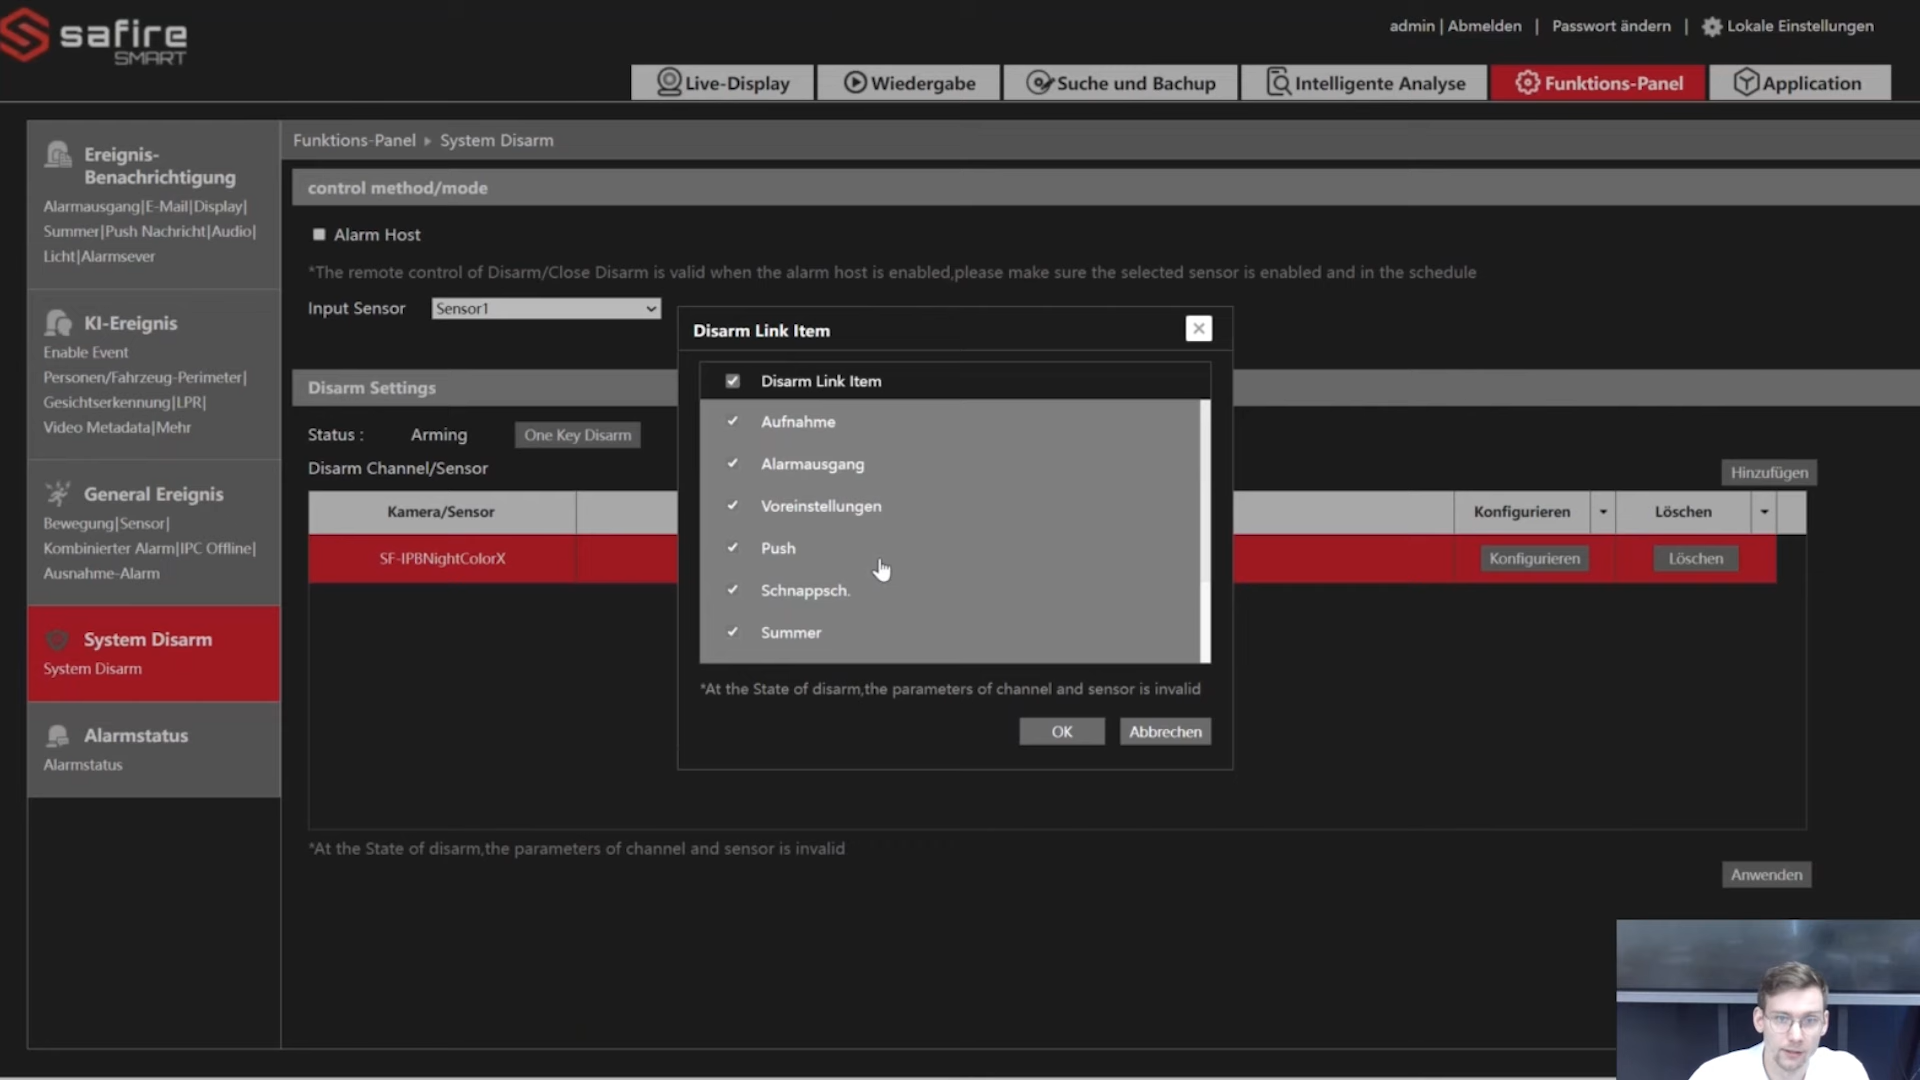 safire
SMART
admin | Abmelden | Passwort ändern | Lokale Einstellungen
Live-Display
Wiedergabe
Suche und Bachup
Intelligente Analyse
Funktions-Panel
Application
Ereignis-
Benachrichtigung
Alarmausgang|E-Mail|Display|
Summer|Push Nachricht|Audio|
Licht|Alarmsever
KI-Ereignis
Enable Event
Personen/Fahrzeug-Perimeter|
Gesichtserkennung|LPR|
Video Metadata|Mehr
General Ereignis
Bewegung|Sensor|
Kombinierter Alarm|IPC Offline|
Ausnahme-Alarm
System Disarm
System Disarm
Alarmstatus
Alarmstatus
Funktions-Panel ▸ System Disarm
control method/mode
Alarm Host
*The remote control of Disarm/Close Disarm is valid when the alarm host is enabled,please make sure the selected sensor is enabled and in the schedule
Input Sensor Sensor1
Disarm Settings
Status : Arming One Key Disarm
Disarm Channel/Sensor
Hinzufügen
Kamera/Sensor
Konfigurieren
Löschen
SF-IPBNightColorX
Konfigurieren
Löschen
Disarm Link Item
Disarm Link Item
Aufnahme
Alarmausgang
Voreinstellungen
Push
Schnappsch.
Summer
*At the State of disarm,the parameters of channel and sensor is invalid
OK
Abbrechen
*At the State of disarm,the parameters of channel and sensor is invalid
Anwenden